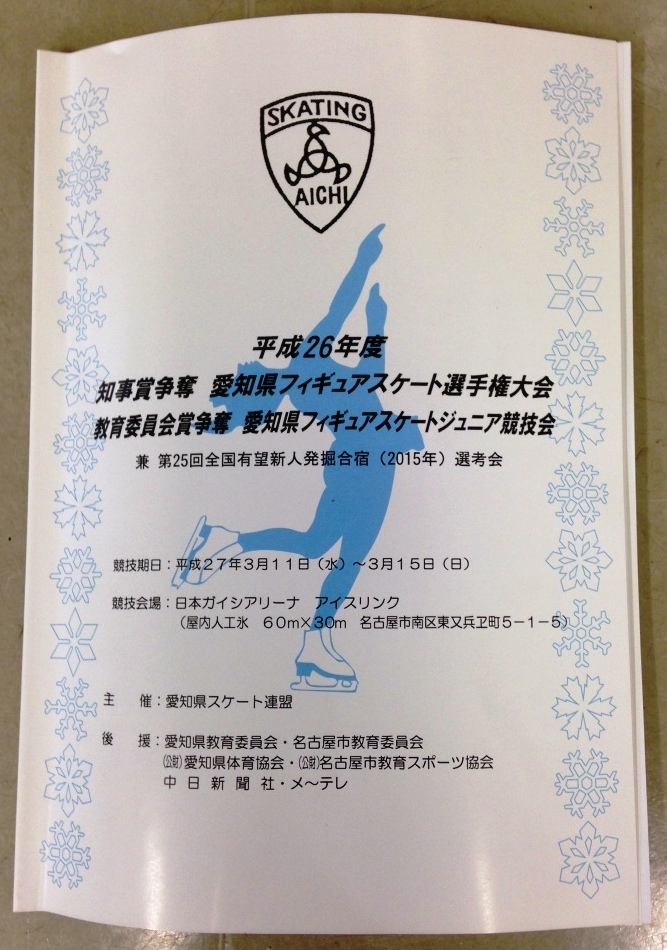 SKATING
AICHI
平成26年度
知事賞争奪 愛知県フィギュアスケート選手権大会
教育委員会賞争奪 愛知県フィギュアスケートジュニア競技会
兼 第25回全国有望新人発掘合宿（2015年）選考会
競技期日：平成27年3月11日（水）～3月15日（日）
競技会場：日本ガイシアリーナ アイスリンク
（屋内人工氷 60m×30m 名古屋市南区東又兵ヱ町5－1－5）
主 催：愛知県スケート連盟
後 援：愛知県教育委員会・名古屋市教育委員会
㈶愛知県体育協会・㈶名古屋市教育スポーツ協会
中日新聞社・メ～テレ